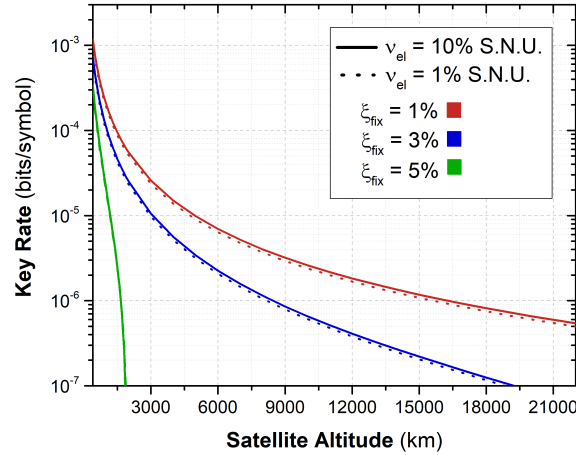 10⁻³
10⁻⁴
10⁻⁵
10⁻⁶
10⁻⁷
Key Rate (bits/symbol)
ν_el = 10% S.N.U.
ν_el = 1% S.N.U.
ξ_fix = 1%
ξ_fix = 3%
ξ_fix = 5%
3000 6000 9000 12000 15000 18000 21000
Satellite Altitude (km)